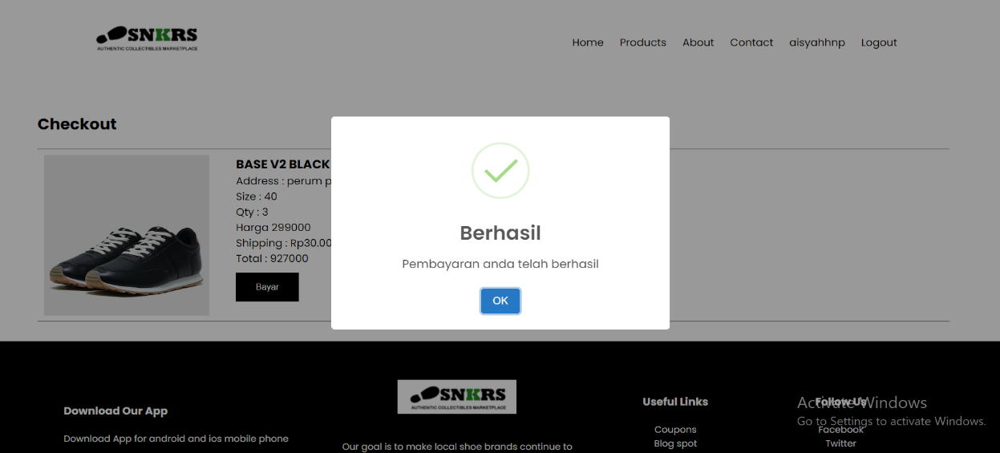 SNKRS
AUTHENTIC COLLECTIBLES MARKETPLACE
Home Products About Contact aisyahhnp Logout
Checkout
BASE V2 BLACK
Address : perum p
Size : 40
Qty : 3
Harga 299000
Shipping : Rp30.00
Total : 927000
Bayar
Berhasil
Pembayaran anda telah berhasil
OK
Download Our App
Download App for android and ios mobile phone
SNKRS
AUTHENTIC COLLECTIBLES MARKETPLACE
Our goal is to make local shoe brands continue to
Useful Links
Coupons
Blog spot
Follow Us
Facebook
Twitter
Activate Windows
Go to Settings to activate Windows.